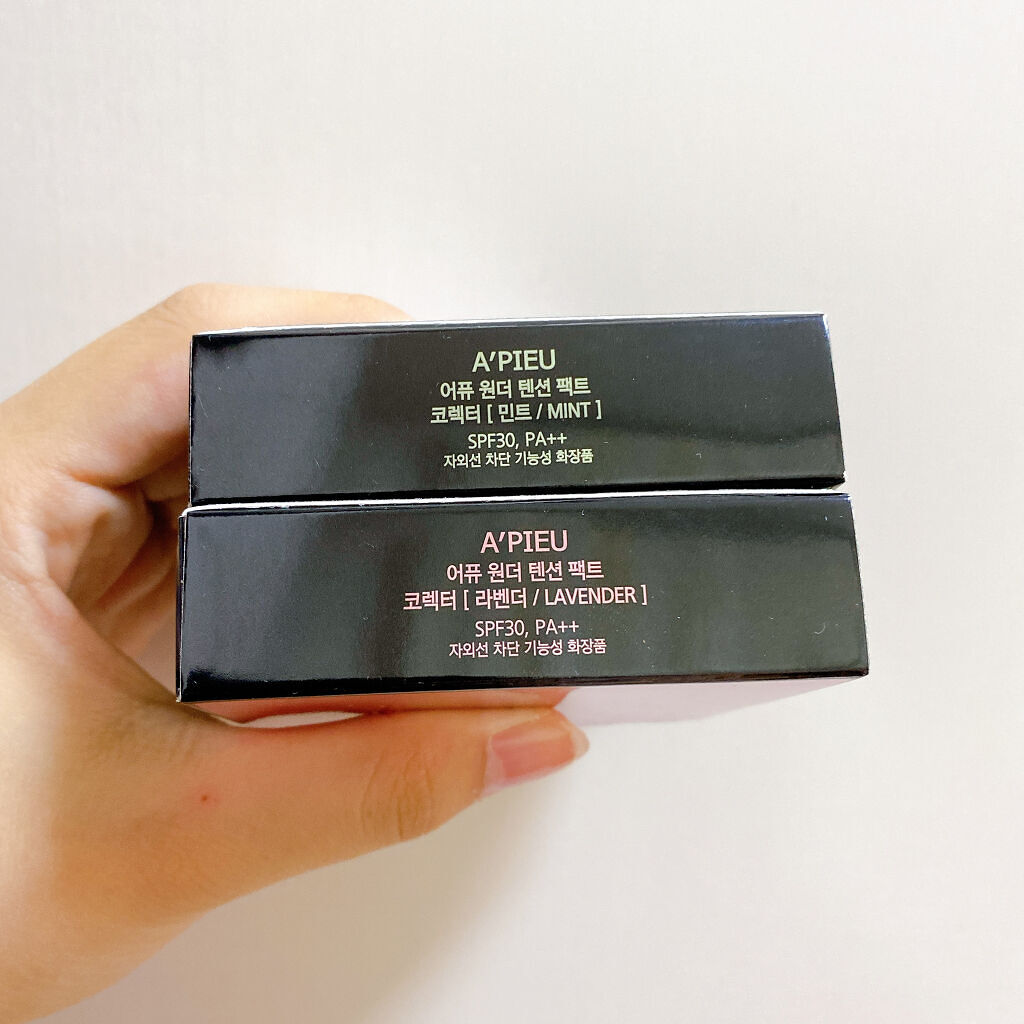 A'PIEU
어퓨 원더 텐션 팩트
코렉터 [ 민트 / MINT ]
SPF30, PA++
자외선 차단 기능성 화장품
A'PIEU
어퓨 원더 텐션 팩트
코렉터 [ 라벤더 / LAVENDER ]
SPF30, PA++
자외선 차단 기능성 화장품